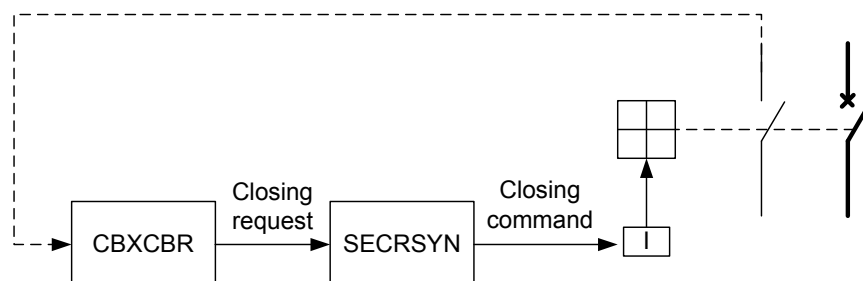 Closing
request
Closing
command
CBXCBR
SECRSYN
I